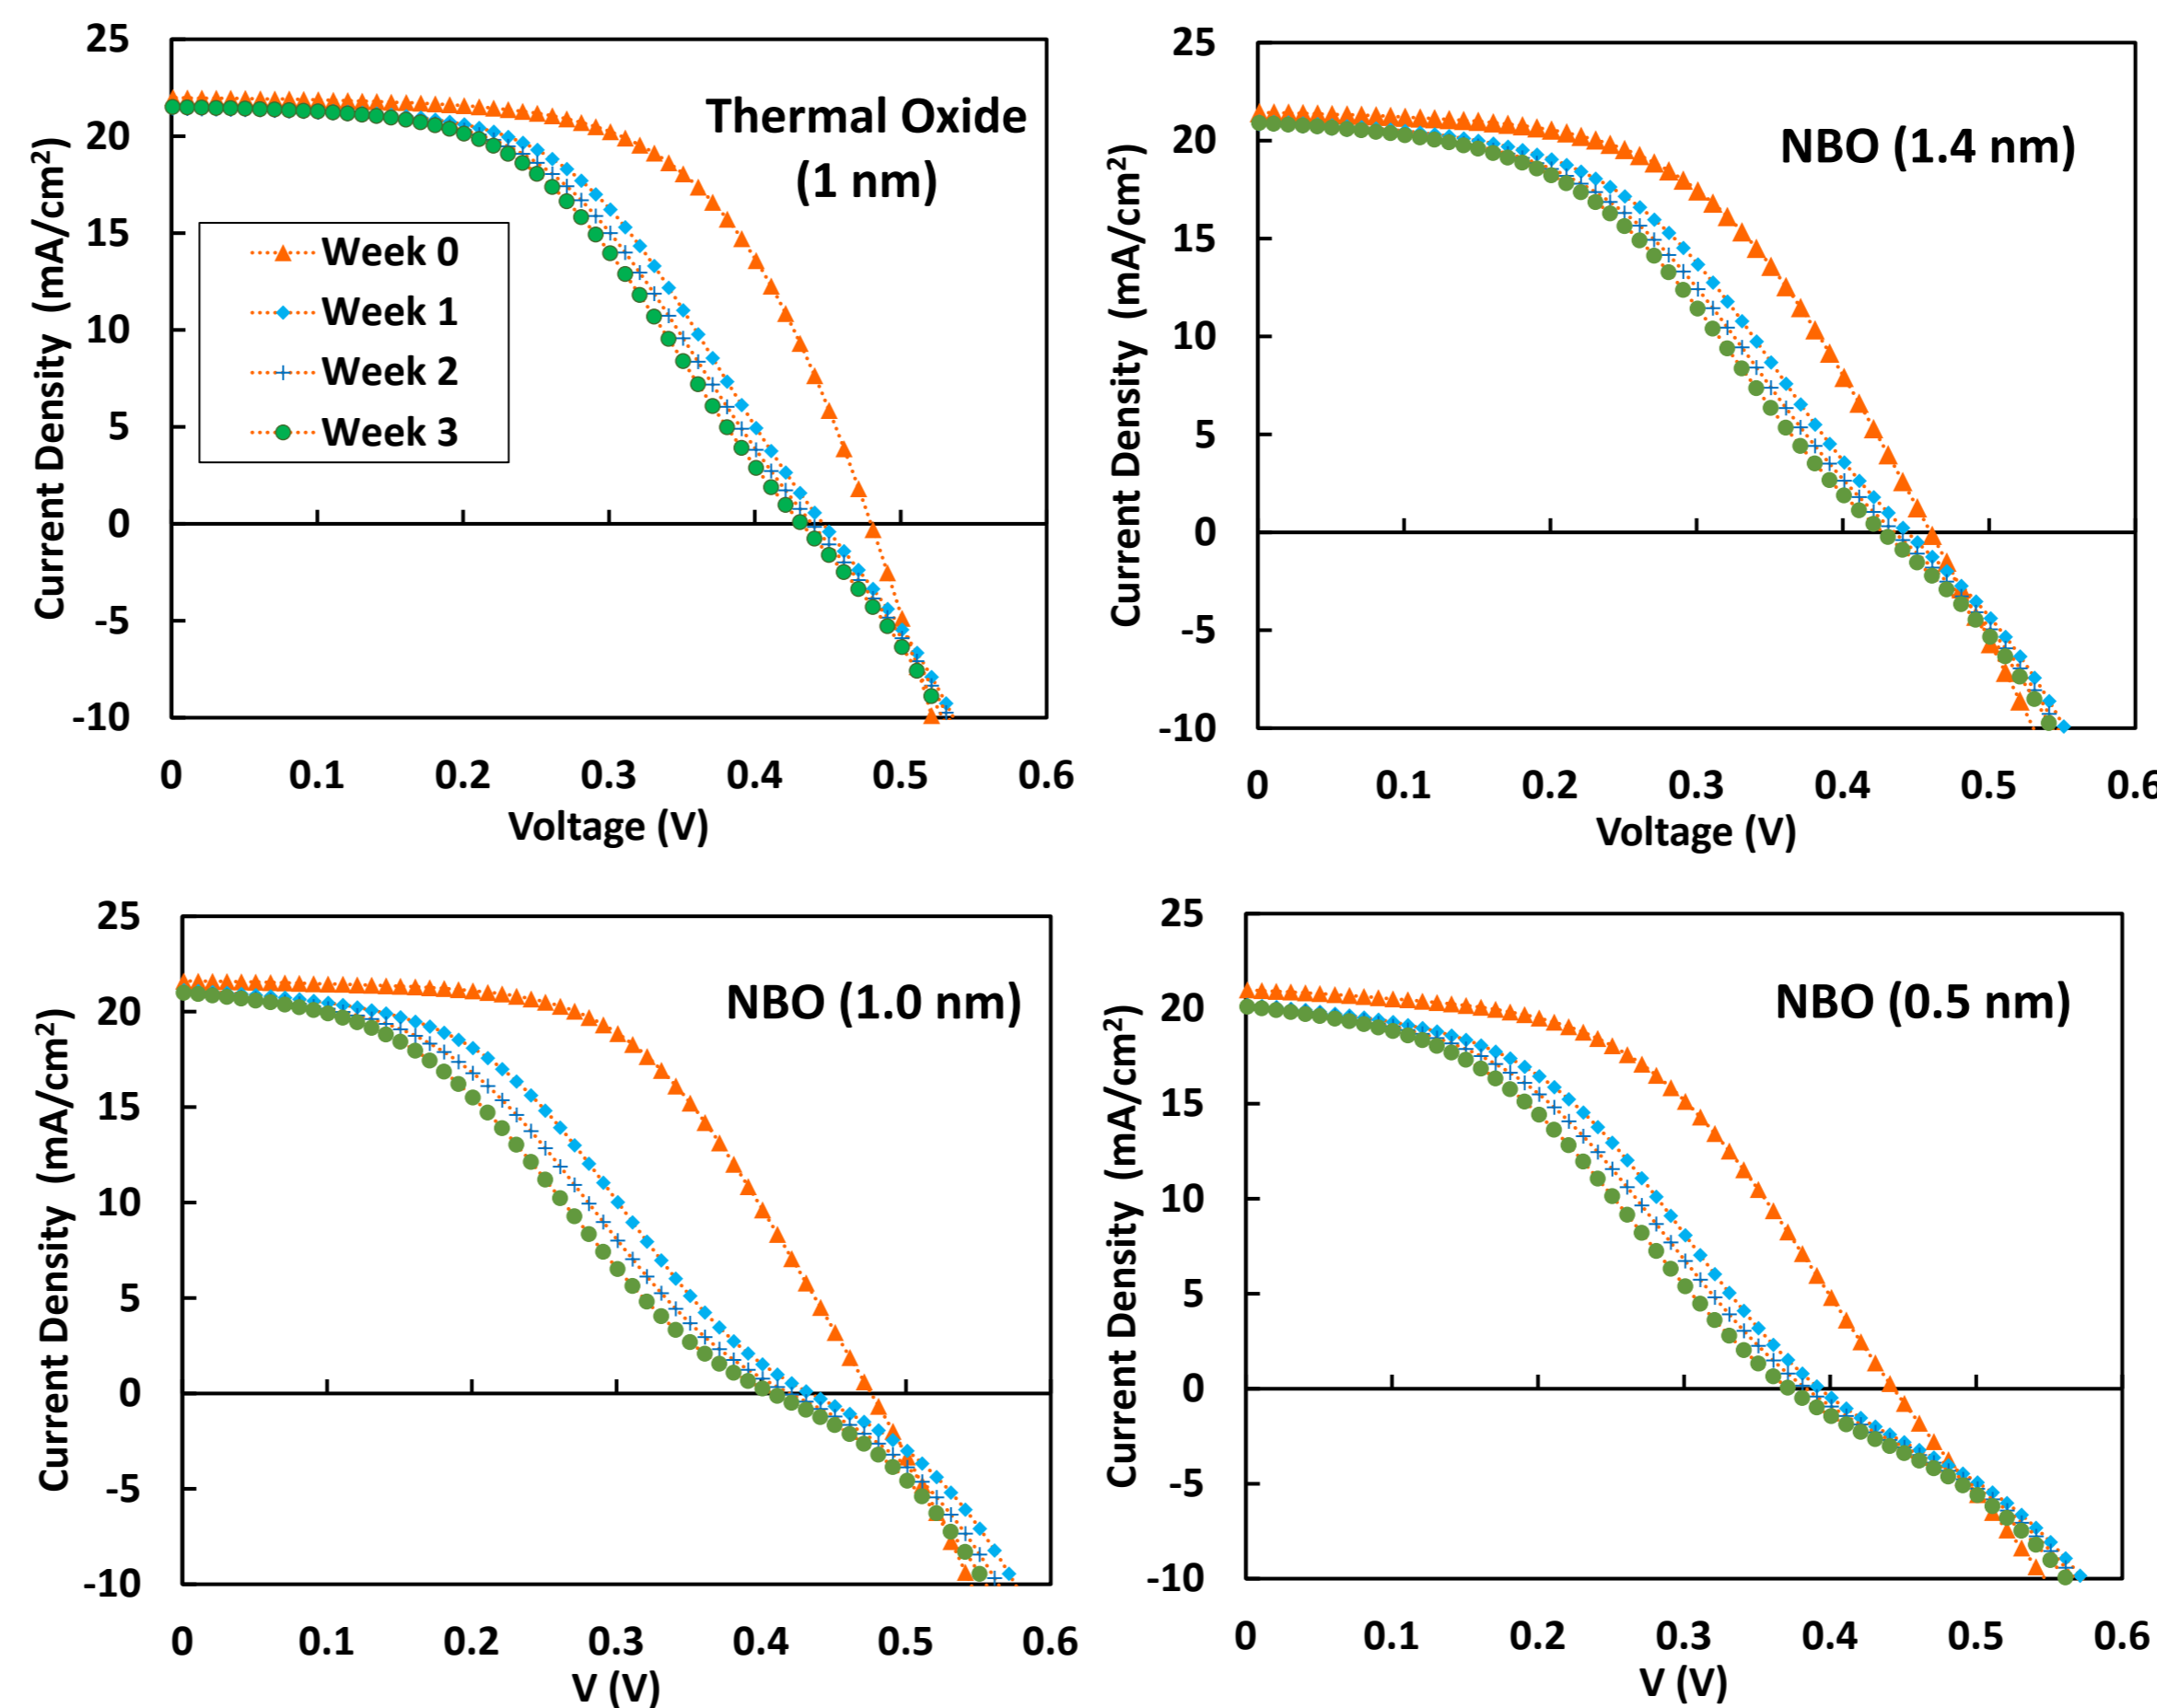 25
20
15
10
5
0
-5
-10
Current Density (mA/cm²)
Thermal Oxide
(1 nm)
Week 0
Week 1
Week 2
Week 3
0 0.1 0.2 0.3 0.4 0.5 0.6
Voltage (V)
25
20
15
10
5
0
-5
-10
Current Density (mA/cm²)
NBO (1.4 nm)
0 0.1 0.2 0.3 0.4 0.5 0.6
Voltage (V)
25
20
15
10
5
0
-5
-10
Current Density (mA/cm²)
NBO (1.0 nm)
0 0.1 0.2 0.3 0.4 0.5 0.6
V (V)
25
20
15
10
5
0
-5
-10
Current Density (mA/cm²)
NBO (0.5 nm)
0 0.1 0.2 0.3 0.4 0.5 0.6
V (V)